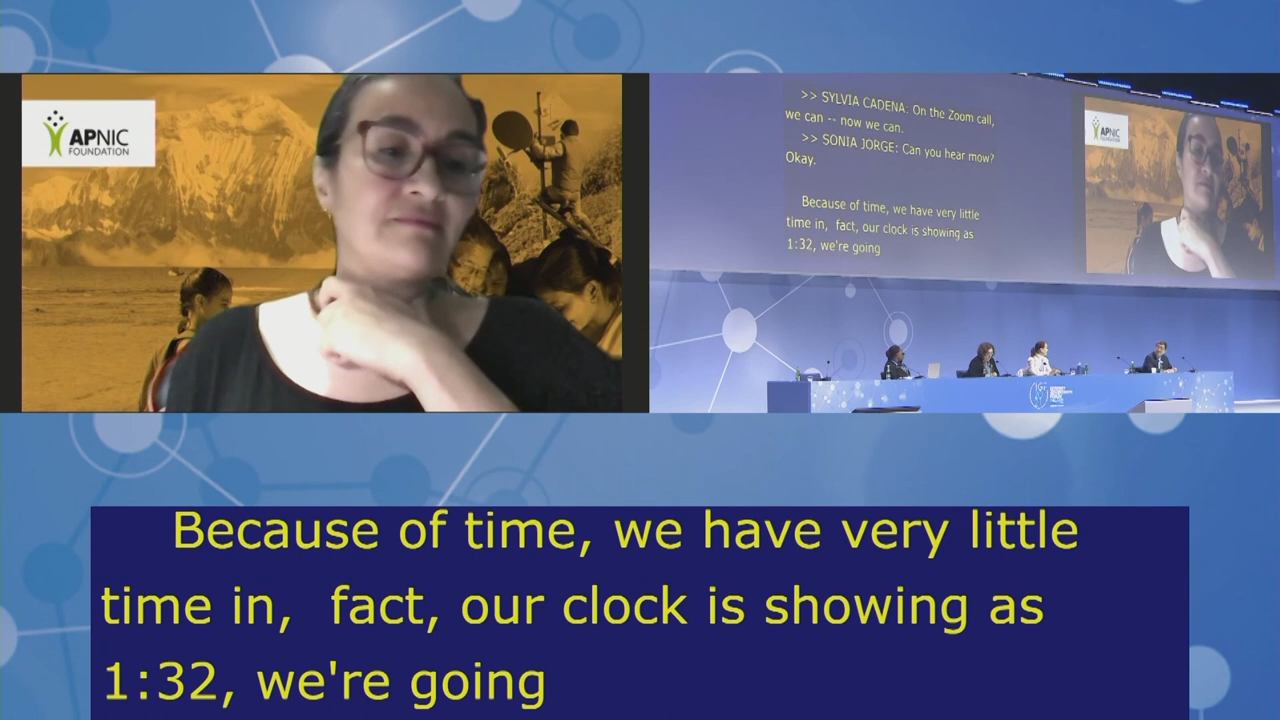 APNIC
FOUNDATION
>> SYLVIA CADENA: On the Zoom call,
we can -- now we can.
>> SONIA JORGE: Can you hear mow?
Okay.
Because of time, we have very little
time in,  fact, our clock is showing as
1:32, we're going
APNIC
FOUNDATION
Because of time, we have very little
time in,  fact, our clock is showing as
1:32, we're going